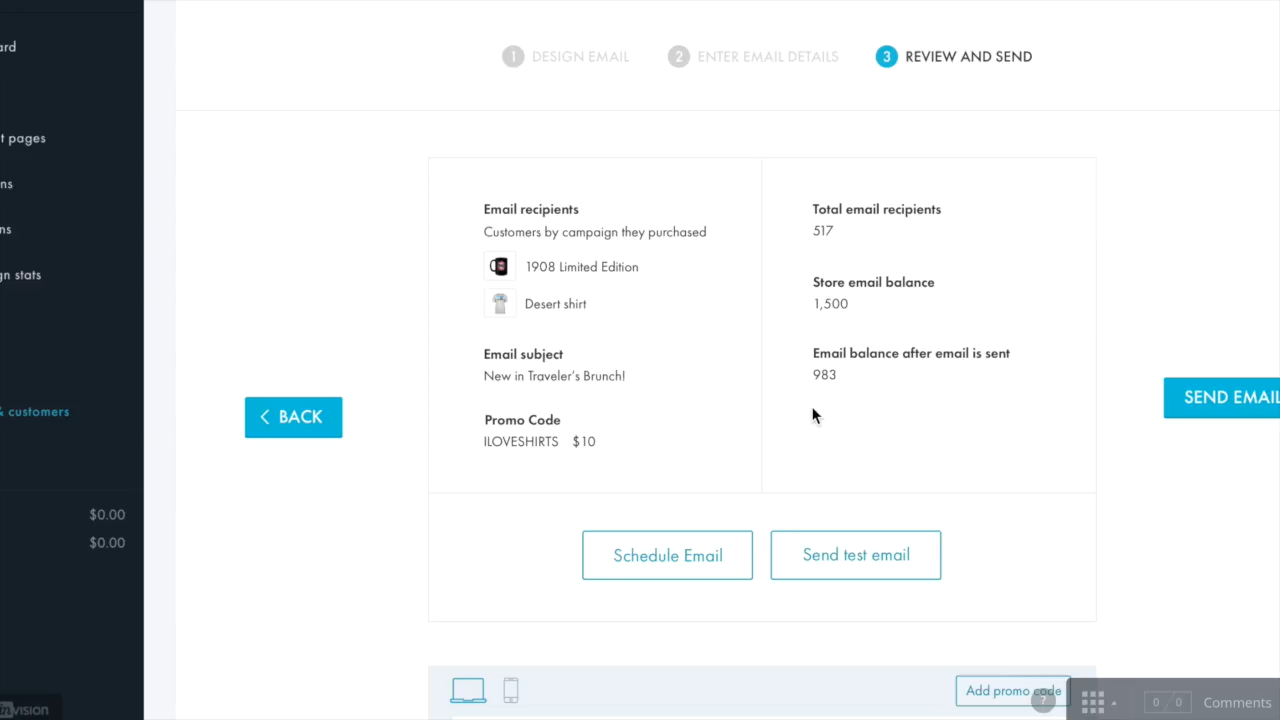 ard
t pages
ns
ns
gn stats
& customers
$0.00
$0.00
invision
1 DESIGN EMAIL 2 ENTER EMAIL DETAILS 3 REVIEW AND SEND
Email recipients
Customers by campaign they purchased
1908 Limited Edition
Desert shirt
Email subject
New in Traveler's Brunch!
Promo Code
ILOVESHIRTS $10
Total email recipients
517
Store email balance
1,500
Email balance after email is sent
983
BACK
SEND EMAIL
Schedule Email Send test email
Add promo code
?
0 / 0 Comments